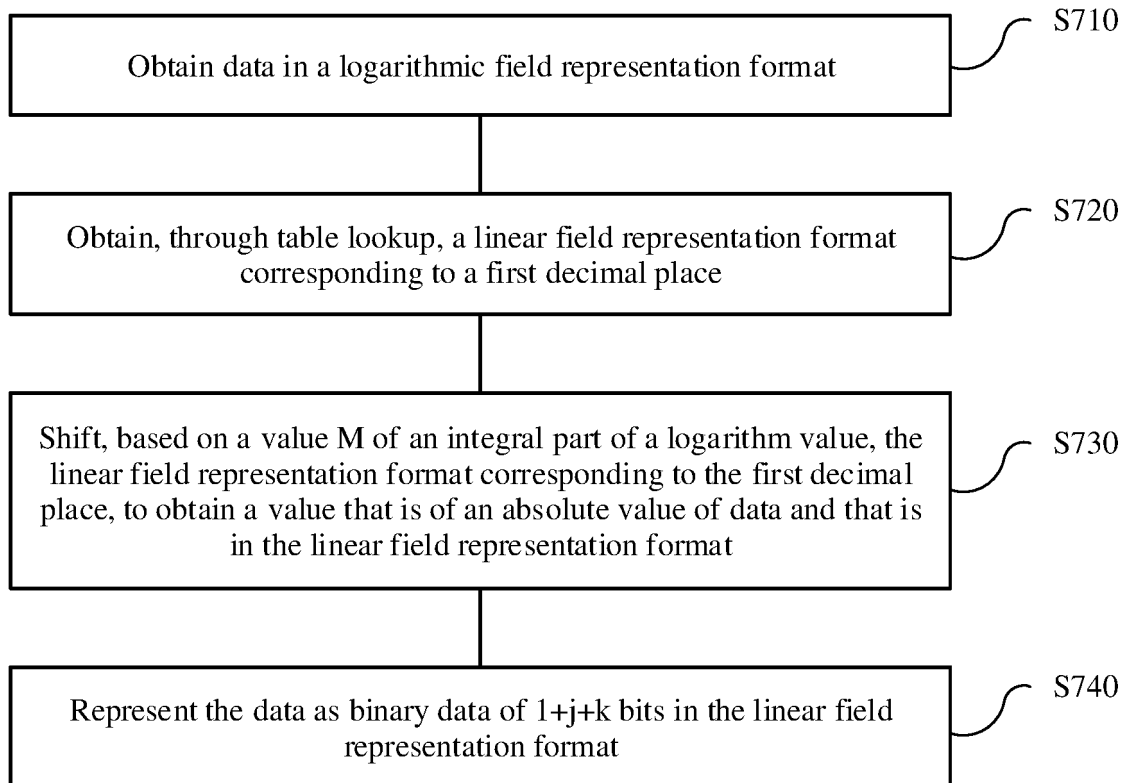 S710
Obtain data in a logarithmic field representation format
S720
Obtain, through table lookup, a linear field representation format
corresponding to a first decimal place
S730
Shift, based on a value M of an integral part of a logarithm value, the
linear field representation format corresponding to the first decimal
place, to obtain a value that is of an absolute value of data and that is
in the linear field representation format
S740
Represent the data as binary data of 1+j+k bits in the linear field
representation format